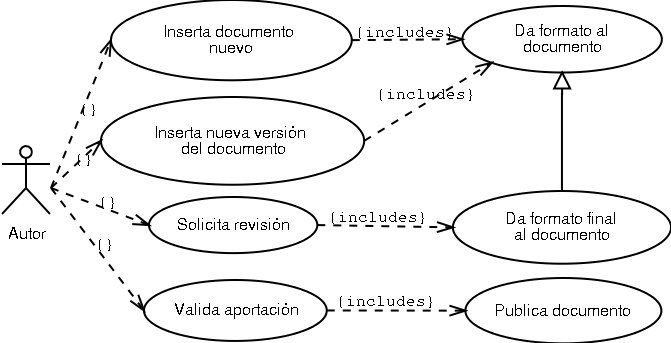 Inserta documento
nuevo
{includes}
Da formato al
documento
{includes}
{}
Inserta nueva versión
del documento
{}
Autor
{}
Solicita revisión
{includes}
Da formato final
al documento
{}
Valida aportación
{includes}
Publica documento